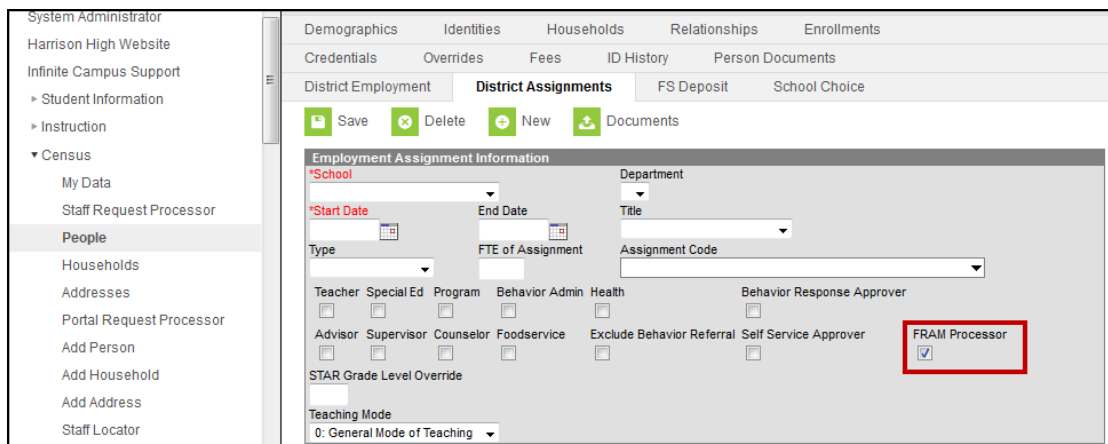 System Administrator
Harrison High Website
Infinite Campus Support
Student Information
Instruction
Census
My Data
Staff Request Processor
People
Households
Addresses
Portal Request Processor
Add Person
Add Household
Add Address
Staff Locator
Demographics Identities Households Relationships Enrollments
Credentials Overrides Fees ID History Person Documents
District Employment District Assignments FS Deposit School Choice
Save Delete New Documents
Employment Assignment Information
*School Department
*Start Date End Date Title
Type FTE of Assignment Assignment Code
Teacher Special Ed Program Behavior Admin Health Behavior Response Approver
Advisor Supervisor Counselor Foodservice Exclude Behavior Referral Self Service Approver FRAM Processor
STAR Grade Level Override
Teaching Mode
0: General Mode of Teaching